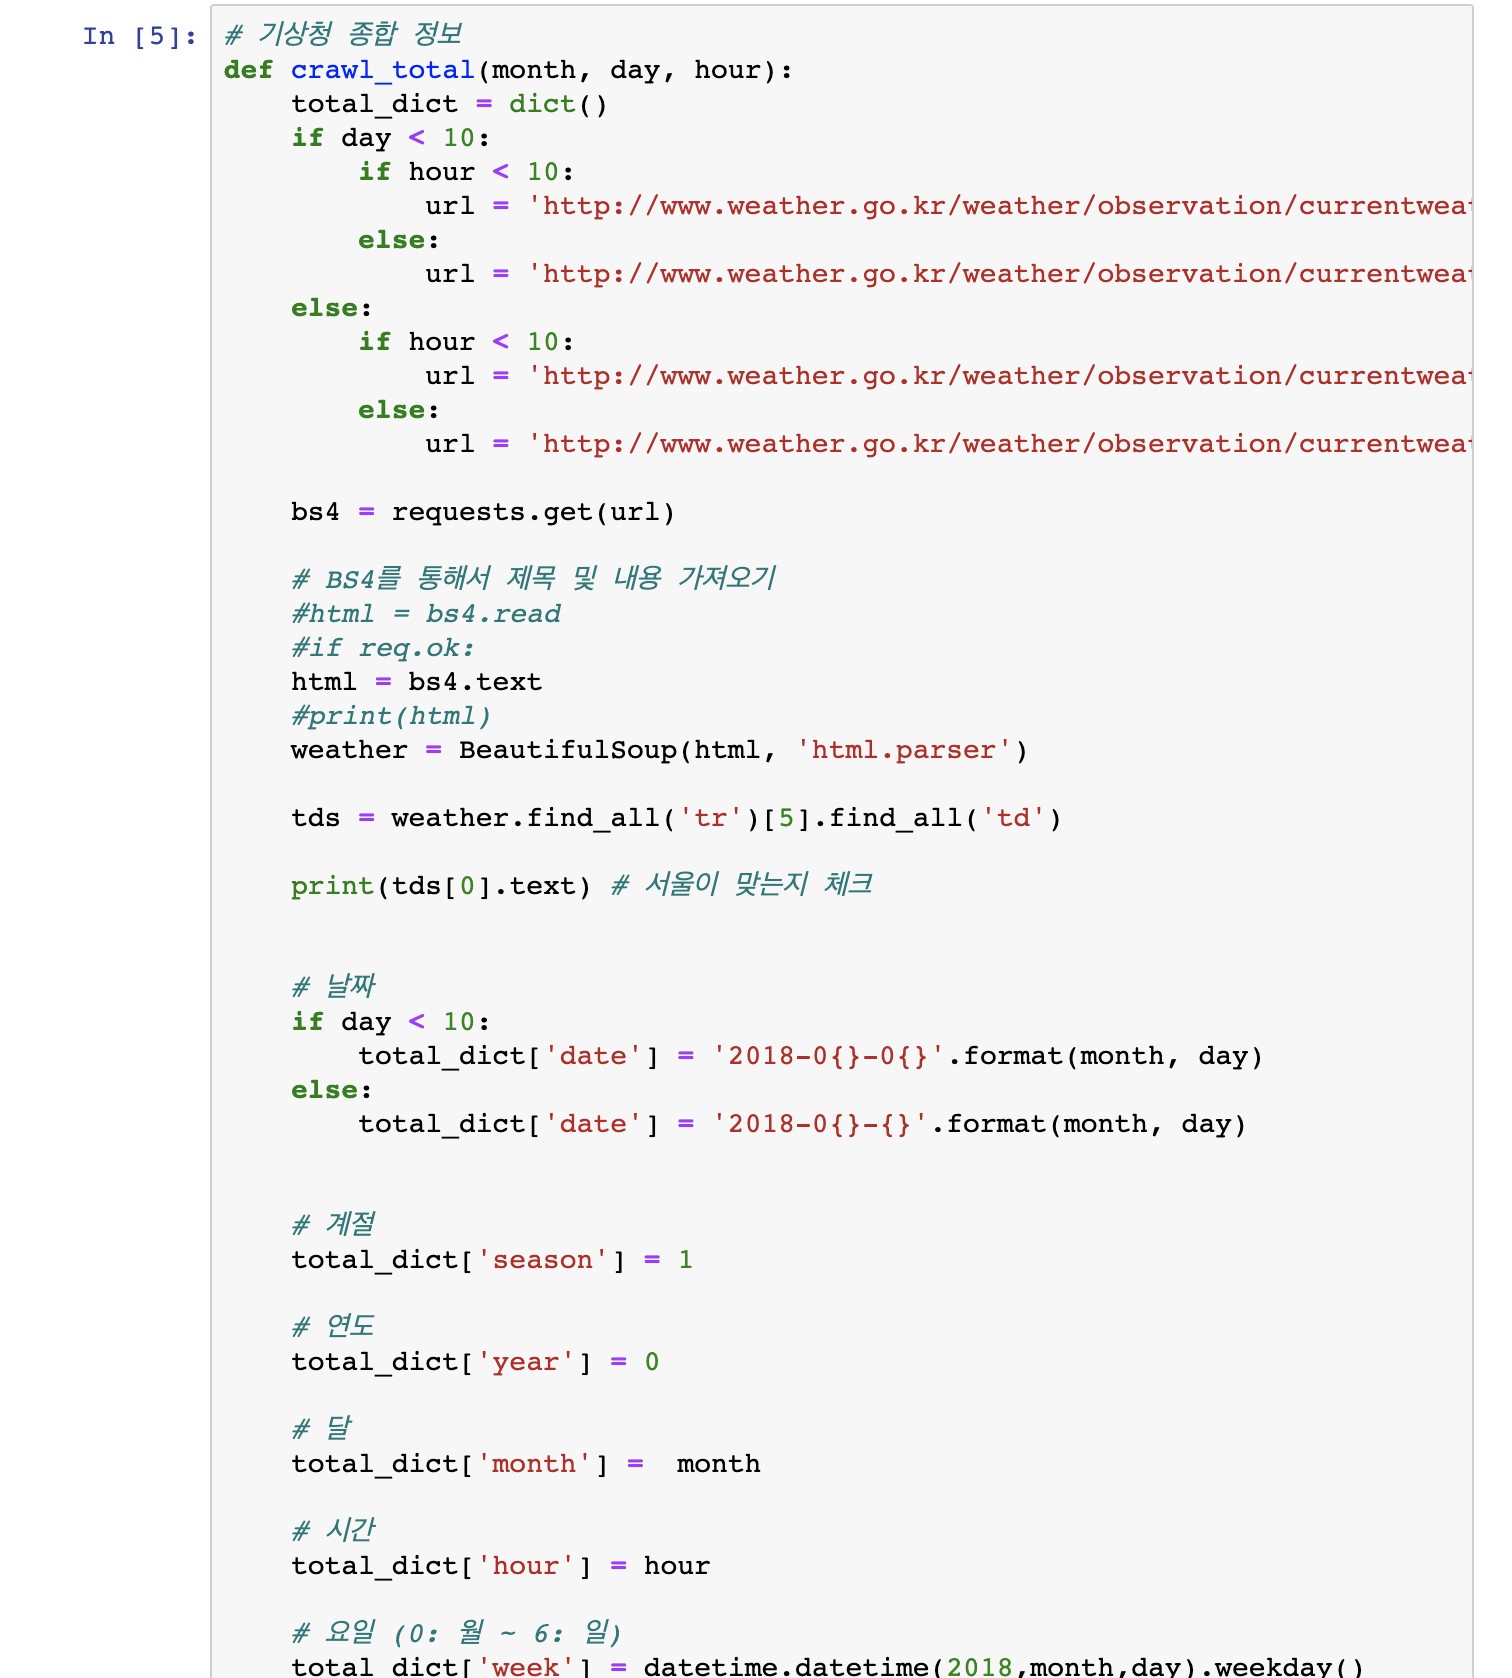 In [5]:
# 기상청 종합 정보
def crawl_total(month, day, hour):
    total_dict = dict()
    if day < 10:
        if hour < 10:
            url = 'http://www.weather.go.kr/weather/observation/currentweat
        else:
            url = 'http://www.weather.go.kr/weather/observation/currentweat
    else:
        if hour < 10:
            url = 'http://www.weather.go.kr/weather/observation/currentweat
        else:
            url = 'http://www.weather.go.kr/weather/observation/currentweat
    bs4 = requests.get(url)
    # BS4를 통해서 제목 및 내용 가져오기
    #html = bs4.read
    #if req.ok:
    html = bs4.text
    #print(html)
    weather = BeautifulSoup(html, 'html.parser')
    tds = weather.find_all('tr')[5].find_all('td')
    print(tds[0].text) # 서울이 맞는지 체크
    # 날짜
    if day < 10:
        total_dict['date'] = '2018-0{}-0{}'.format(month, day)
    else:
        total_dict['date'] = '2018-0{}-{}'.format(month, day)
    # 계절
    total_dict['season'] = 1
    # 연도
    total_dict['year'] = 0
    # 달
    total_dict['month'] =  month
    # 시간
    total_dict['hour'] = hour
    # 요일 (0: 월 ~ 6: 일)
    total_dict['week'] = datetime.datetime(2018,month,day).weekday()